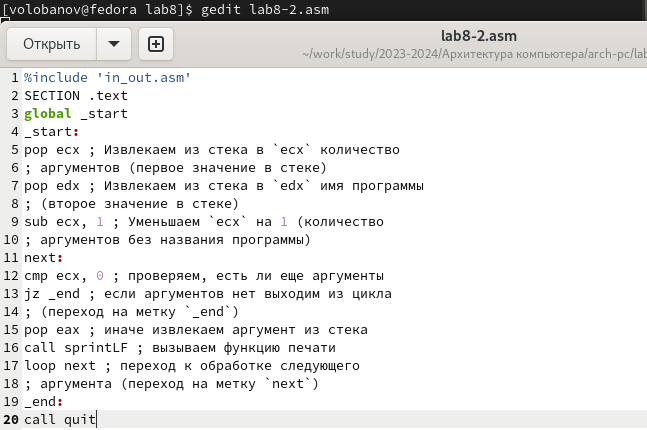 [volobanov@fedora lab8]$ gedit lab8-2.asm
Открыть
lab8-2.asm
~/work/study/2023-2024/Архитектура компьютера/arch-pc/lab
1 %include 'in_out.asm'
2 SECTION .text
3 global _start
4 _start:
5 pop ecx ; Извлекаем из стека в `ecx` количество
6 ; аргументов (первое значение в стеке)
7 pop edx ; Извлекаем из стека в `edx` имя программы
8 ; (второе значение в стеке)
9 sub ecx, 1 ; Уменьшаем `ecx` на 1 (количество
10 ; аргументов без названия программы)
11 next:
12 cmp ecx, 0 ; проверяем, есть ли еще аргументы
13 jz _end ; если аргументов нет выходим из цикла
14 ; (переход на метку `_end`)
15 pop eax ; иначе извлекаем аргумент из стека
16 call sprintLF ; вызываем функцию печати
17 loop next ; переход к обработке следующего
18 ; аргумента (переход на метку `next`)
19 _end:
20 call quit